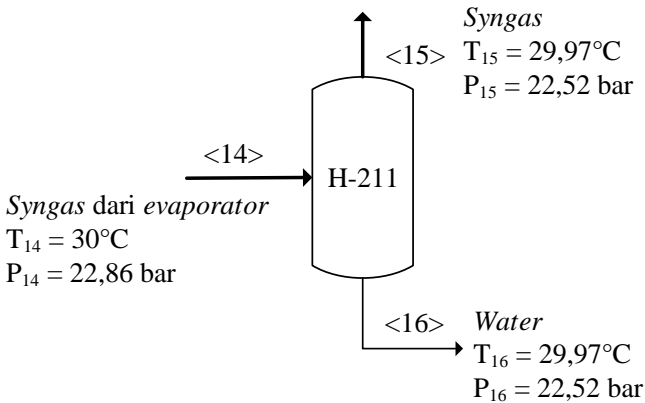 Syngas
<15>
T15 = 29,97°C
P15 = 22,52 bar
<14>
H-211
Syngas dari evaporator
T14 = 30°C
P14 = 22,86 bar
<16>
Water
T16 = 29,97°C
P16 = 22,52 bar